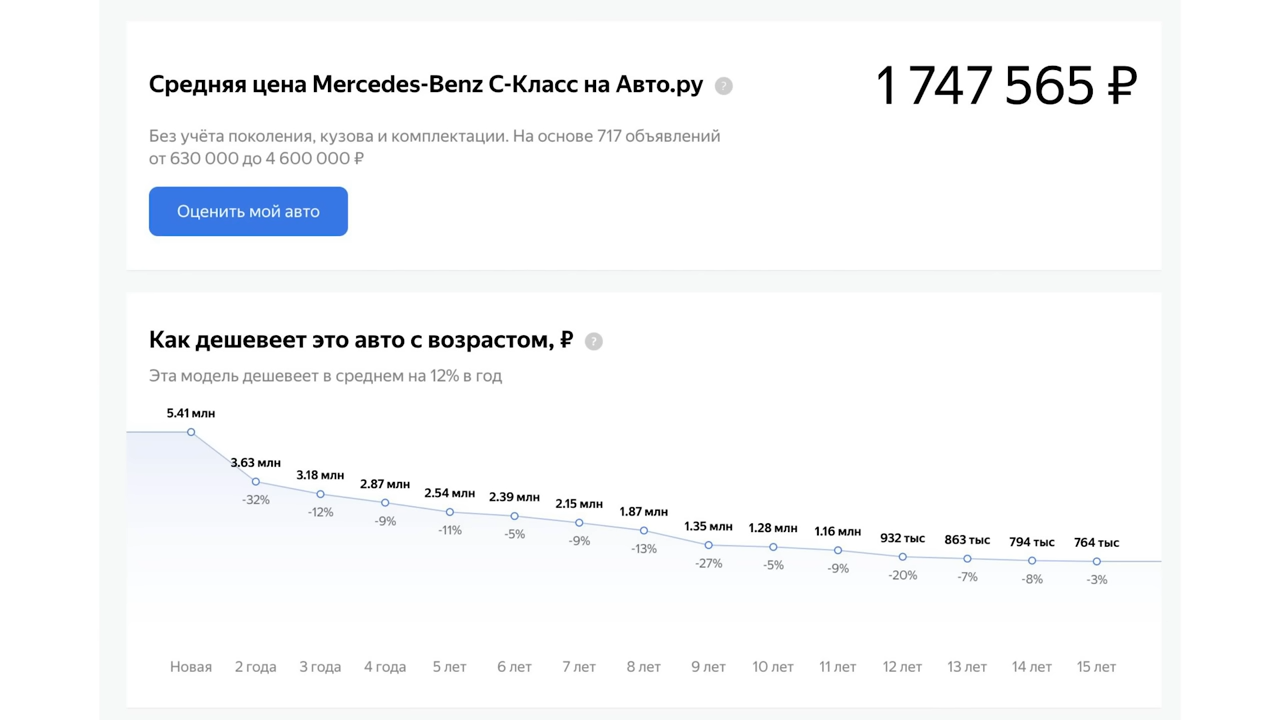 Средняя цена Mercedes-Benz C-Класс на Авто.ру ?
1 747 565 ₽
Без учёта поколения, кузова и комплектации. На основе 717 объявлений
от 630 000 до 4 600 000 ₽
Оценить мой авто
Как дешевеет это авто с возрастом, ₽ ?
Эта модель дешевеет в среднем на 12% в год
5.41 млн
3.63 млн
3.18 млн
2.87 млн
2.54 млн
2.39 млн
2.15 млн
1.87 млн
1.35 млн
1.28 млн
1.16 млн
932 тыс
863 тыс
794 тыс
764 тыс
-32%
-12%
-9%
-11%
-5%
-9%
-13%
-27%
-5%
-9%
-20%
-7%
-8%
-3%
Новая 2 года 3 года 4 года 5 лет 6 лет 7 лет 8 лет 9 лет 10 лет 11 лет 12 лет 13 лет 14 лет 15 лет